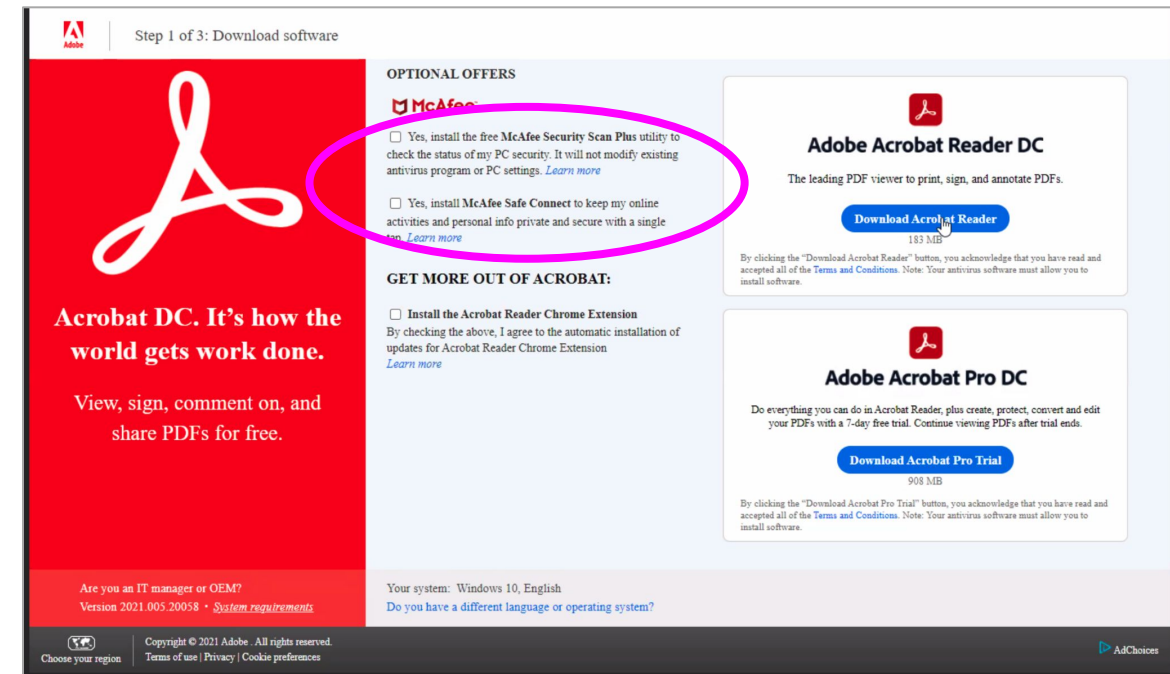 Adobe
Step 1 of 3: Download software
Acrobat DC. It's how the
world gets work done.
View, sign, comment on, and
share PDFs for free.
OPTIONAL OFFERS
McAfee
Yes, install the free McAfee Security Scan Plus utility to
check the status of my PC security. It will not modify existing
antivirus program or PC settings. Learn more
Yes, install McAfee Safe Connect to keep my online
activities and personal info private and secure with a single
tap. Learn more
GET MORE OUT OF ACROBAT:
Install the Acrobat Reader Chrome Extension
By checking the above, I agree to the automatic installation of
updates for Acrobat Reader Chrome Extension
Learn more
Adobe Acrobat Reader DC
The leading PDF viewer to print, sign, and annotate PDFs.
Download Acrobat Reader
183 MB
By clicking the "Download Acrobat Reader" button, you acknowledge that you have read and
accepted all of the Terms and Conditions. Note: Your antivirus software must allow you to
install software.
Adobe Acrobat Pro DC
Do everything you can do in Acrobat Reader, plus create, protect, convert and edit
your PDFs with a 7-day free trial. Continue viewing PDFs after trial ends.
Download Acrobat Pro Trial
908 MB
By clicking the "Download Acrobat Pro Trial" button, you acknowledge that you have read and
accepted all of the Terms and Conditions. Note: Your antivirus software must allow you to
install software.
Are you an IT manager or OEM?
Version 2021.005.20058 • System requirements
Your system: Windows 10, English
Do you have a different language or operating system?
Choose your region
Copyright © 2021 Adobe . All rights reserved.
Terms of use | Privacy | Cookie preferences
AdChoices